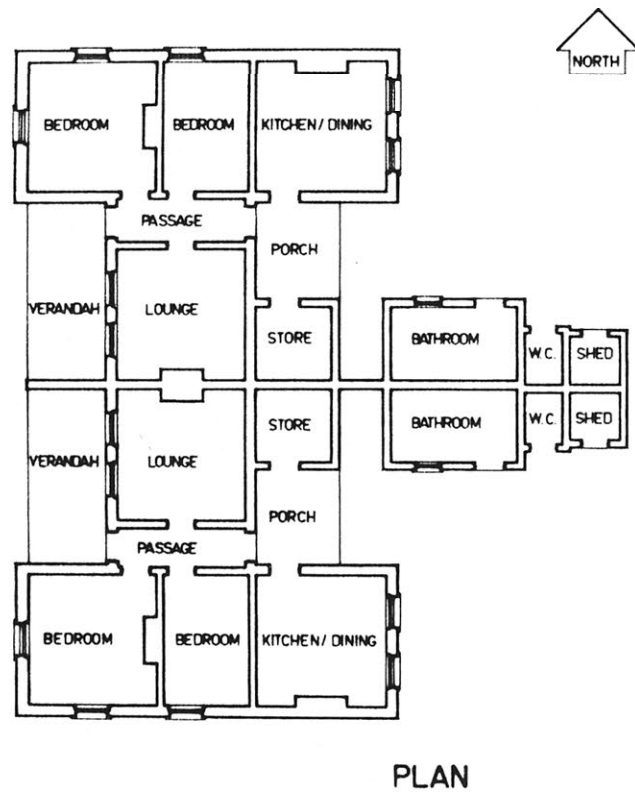 NORTH
BEDROOM
BEDROOM
KITCHEN / DINING
PASSAGE
PORCH
VERANDAH
LOUNGE
STORE
BATHROOM
W.C.
SHED
VERANDAH
LOUNGE
STORE
BATHROOM
W.C.
SHED
PORCH
PASSAGE
BEDROOM
BEDROOM
KITCHEN / DINING
PLAN